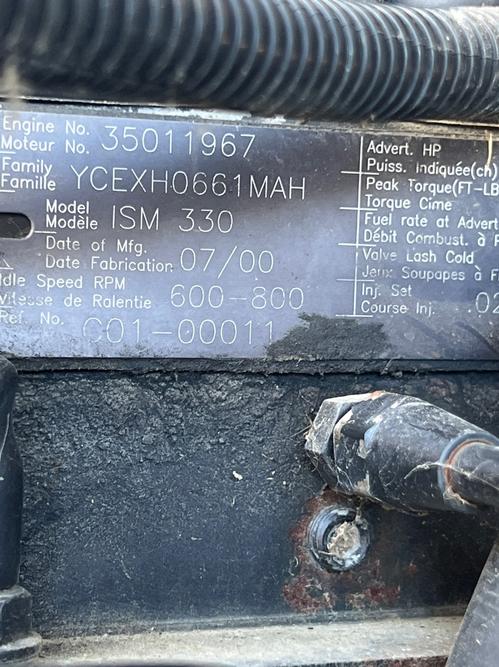 Engine No.
Moteur No. 35011967
Family
Famille YCEXH0661MAH
Model
Modèle ISM 330
Date of Mfg.
Date Fabrication 07/00
Idle Speed RPM
Vitesse de Ralentie 600-800
Ref. No. C01-00011
Advert. HP
Puiss. Indiquée(ch)
Peak Torque(FT-LB
Torque Cime
Fuel rate at Advert
Débit Combust. à P
Valve Lash Cold
Jeux Soupapes à F
Inj. Set
Course Inj. .02